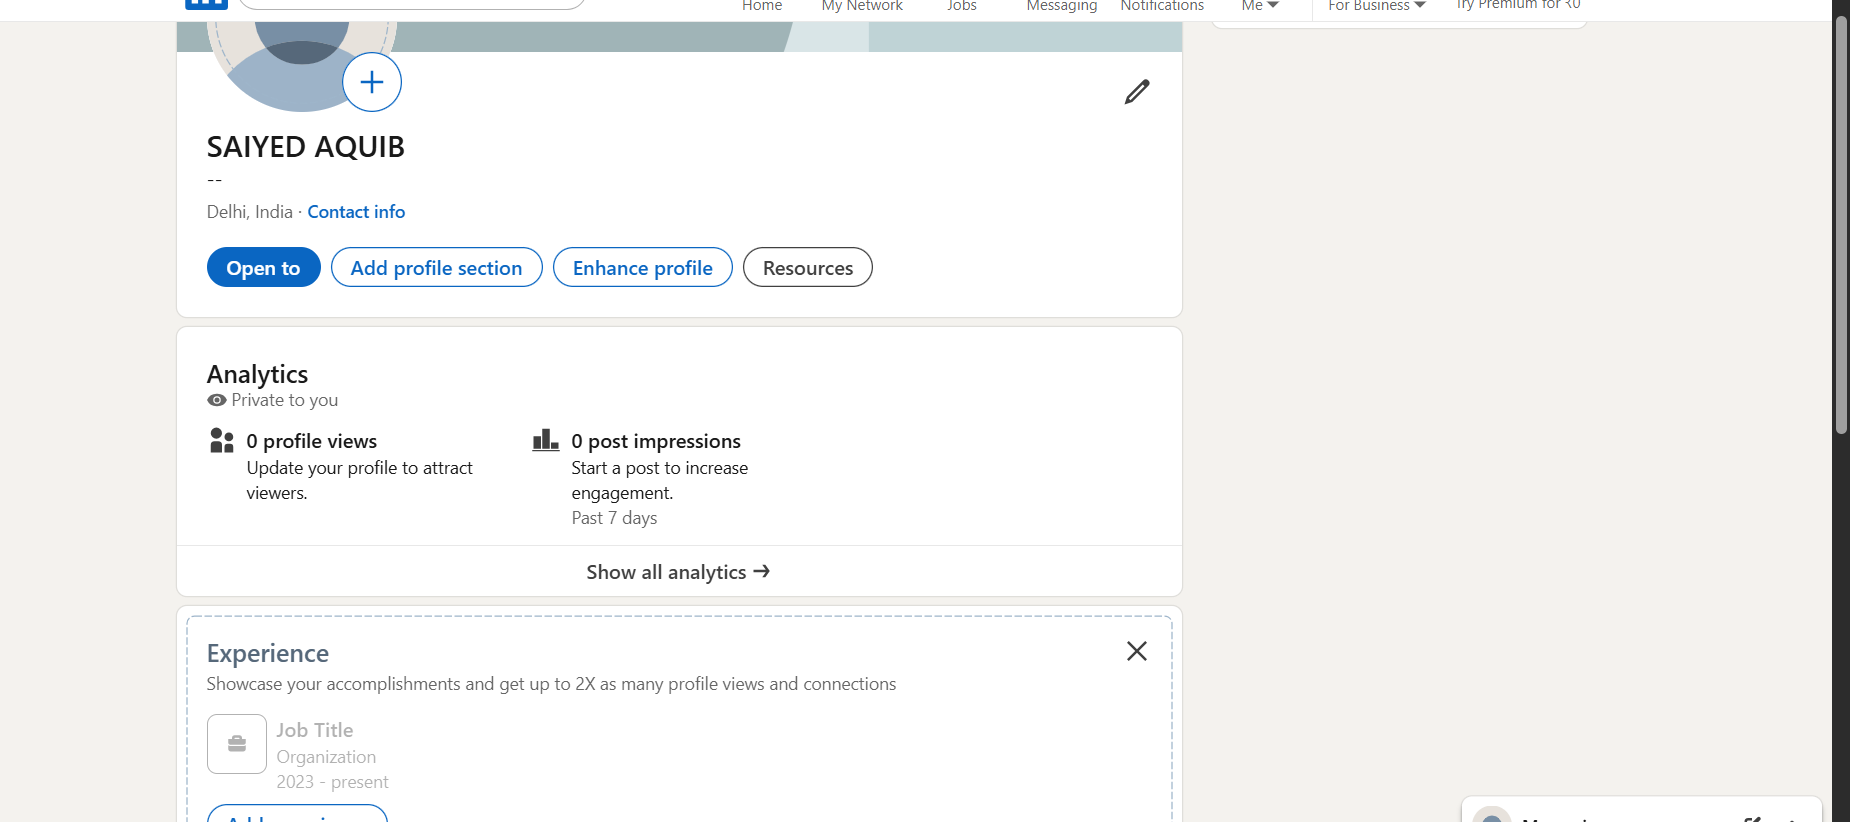 Home My Network Jobs Messaging Notifications Me For Business Try Premium for ₹0
SAIYED AQUIB
--
Delhi, India · Contact info
Open to Add profile section Enhance profile Resources
Analytics
Private to you
0 profile views
Update your profile to attract
viewers.
0 post impressions
Start a post to increase
engagement.
Past 7 days
Show all analytics →
Experience
Showcase your accomplishments and get up to 2X as many profile views and connections
Job Title
Organization
2023 - present